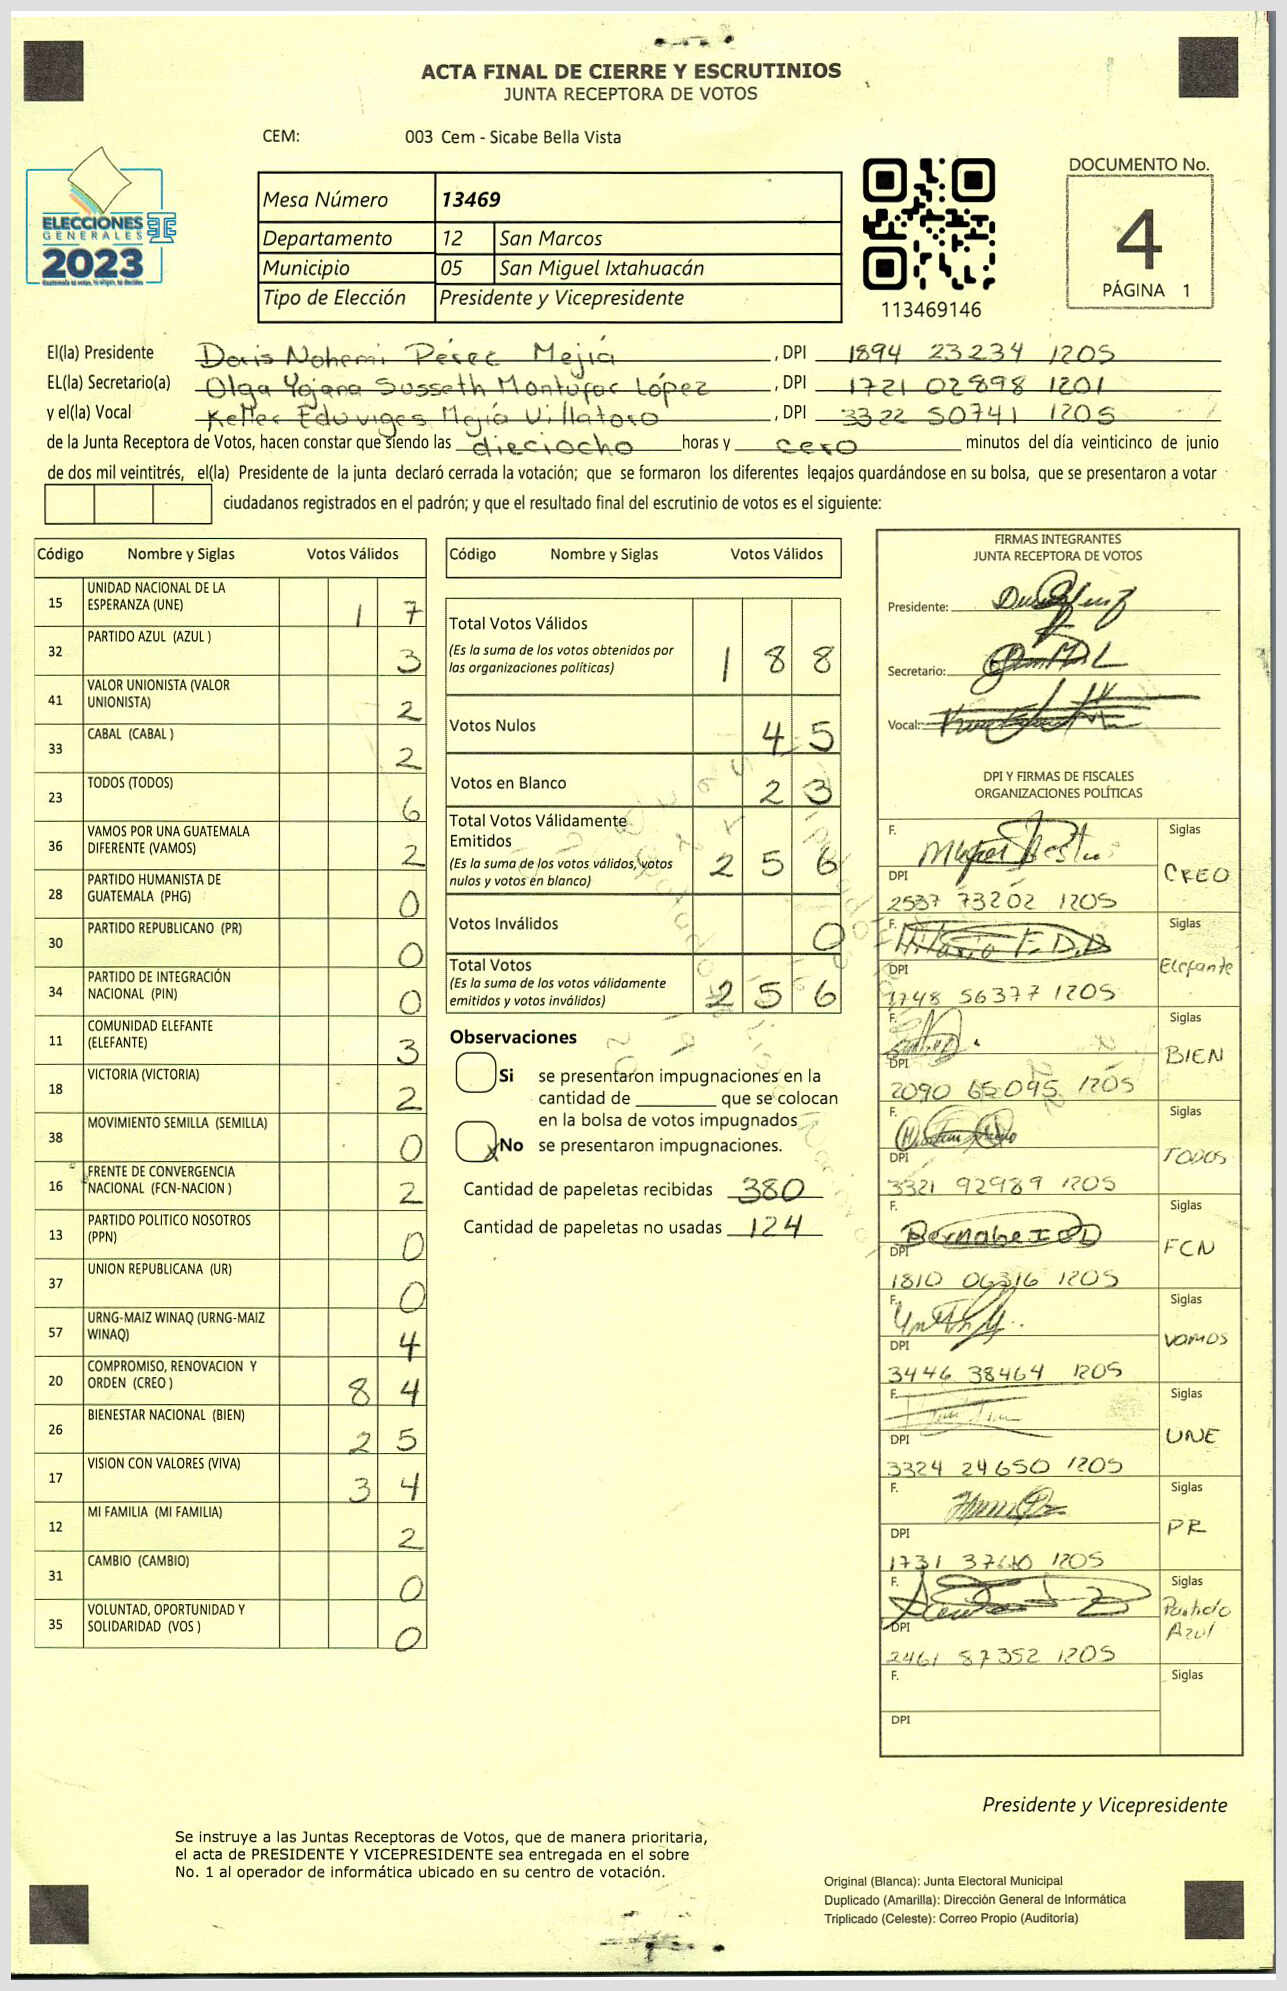 ACTA FINAL DE CIERRE Y ESCRUTINIOS
JUNTA RECEPTORA DE VOTOS
CEM: 003 Cem - Sicabe Bella Vista
ELECCIONES
GENERALES
2023
Mesa Número 13469
Departamento 12 San Marcos
Municipio 05 San Miguel Ixtahuacán
Tipo de Elección Presidente y Vicepresidente
113469146
DOCUMENTO No.
4
PÁGINA 1
El(la) Presidente Doris Nohemi Pérez Mejiá, DPI 1894 23234 1205
EL(la) Secretario(a) Olga Yojana Susseth Montufar López, DPI 1721 02898 1201
y el(la) Vocal Keller Eduviges Mejía Villatoro, DPI 3322 50741 1205
de la Junta Receptora de Votos, hacen constar que siendo las dieciocho horas y cero minutos del día veinticinco de junio
de dos mil veintitrés, el(la) Presidente de la junta declaró cerrada la votación; que se formaron los diferentes legajos guardándose en su bolsa, que se presentaron a votar
ciudadanos registrados en el padrón; y que el resultado final del escrutinio de votos es el siguiente:
Código Nombre y Siglas Votos Válidos
15 UNIDAD NACIONAL DE LA ESPERANZA (UNE) 1 7
32 PARTIDO AZUL (AZUL ) 3
41 VALOR UNIONISTA (VALOR UNIONISTA) 2
33 CABAL (CABAL ) 2
23 TODOS (TODOS) 6
36 VAMOS POR UNA GUATEMALA DIFERENTE (VAMOS) 2
28 PARTIDO HUMANISTA DE GUATEMALA (PHG) 0
30 PARTIDO REPUBLICANO (PR) 0
34 PARTIDO DE INTEGRACIÓN NACIONAL (PIN) 0
11 COMUNIDAD ELEFANTE (ELEFANTE) 3
18 VICTORIA (VICTORIA) 2
38 MOVIMIENTO SEMILLA (SEMILLA) 0
16 FRENTE DE CONVERGENCIA NACIONAL (FCN-NACION ) 2
13 PARTIDO POLITICO NOSOTROS (PPN) 0
37 UNION REPUBLICANA (UR) 0
57 URNG-MAIZ WINAQ (URNG-MAIZ WINAQ) 4
20 COMPROMISO, RENOVACION Y ORDEN (CREO ) 8 4
26 BIENESTAR NACIONAL (BIEN) 2 5
17 VISION CON VALORES (VIVA) 3 4
12 MI FAMILIA (MI FAMILIA) 2
31 CAMBIO (CAMBIO) 0
35 VOLUNTAD, OPORTUNIDAD Y SOLIDARIDAD (VOS ) 0
Código Nombre y Siglas Votos Válidos
Total Votos Válidos
(Es la suma de los votos obtenidos por
las organizaciones políticas) 1 8 8
Votos Nulos 4 5
Votos en Blanco 2 3
Total Votos Válidamente
Emitidos
(Es la suma de los votos válidos, votos
nulos y votos en blanco) 2 5 6
Votos Inválidos 0
Total Votos
(Es la suma de los votos válidamente
emitidos y votos inválidos) 2 5 6
Observaciones
Si se presentaron impugnaciones en la
cantidad de ________ que se colocan
en la bolsa de votos impugnados
x No se presentaron impugnaciones.
Cantidad de papeletas recibidas 380
Cantidad de papeletas no usadas 124
FIRMAS INTEGRANTES
JUNTA RECEPTORA DE VOTOS
Presidente:
Secretario:
Vocal:
DPI Y FIRMAS DE FISCALES
ORGANIZACIONES POLÍTICAS
F. Siglas
CREO
DPI
2537 73202 1205
F. Siglas
Elefante
DPI
1748 56377 1205
F. Siglas
BIEN
DPI
2090 65095 1205
F. Siglas
TODOS
DPI
3321 92989 1205
F. Siglas
Bernabe
FCN
DPI
1810 06316 1205
F. Siglas
VAMOS
DPI
3446 38464 1205
F. Siglas
UNE
DPI
3324 24650 1205
F. Siglas
PR
DPI
1731 1205
F. Siglas
Partido
Azul
DPI
2461 87352 1205
F. Siglas
DPI
Presidente y Vicepresidente
Se instruye a las Juntas Receptoras de Votos, que de manera prioritaria,
el acta de PRESIDENTE Y VICEPRESIDENTE sea entregada en el sobre
No. 1 al operador de informática ubicado en su centro de votación.
Original (Blanca): Junta Electoral Municipal
Duplicado (Amarilla): Dirección General de Informática
Triplicado (Celeste): Correo Propio (Auditoría)